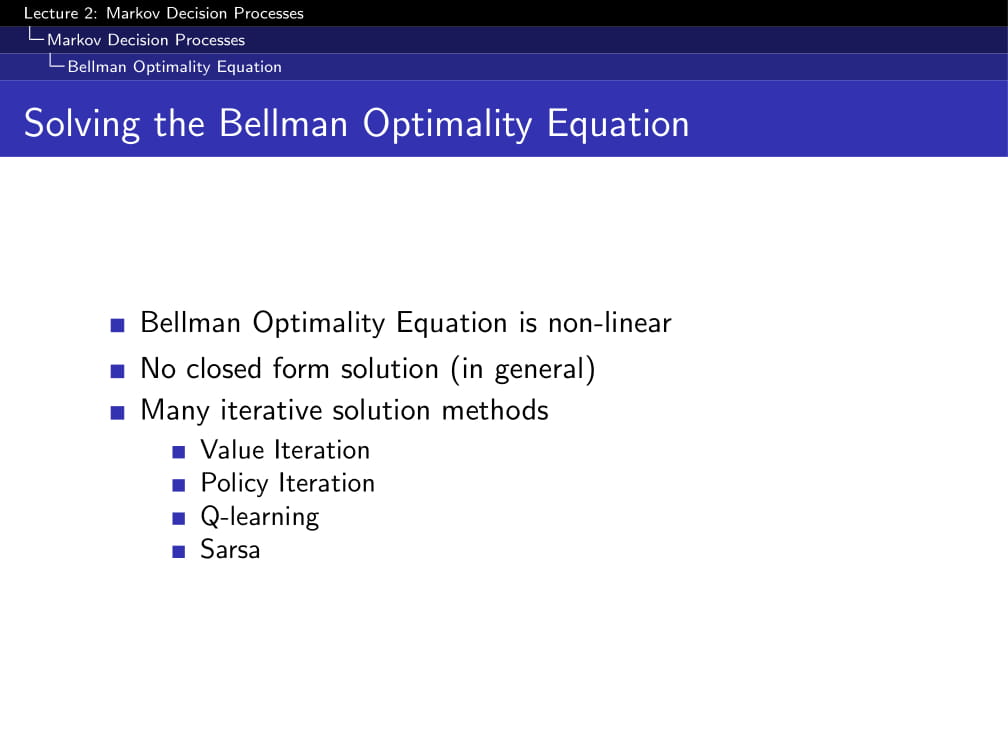 Lecture 2: Markov Decision Processes
Markov Decision Processes
Bellman Optimality Equation
Solving the Bellman Optimality Equation
Bellman Optimality Equation is non-linear
No closed form solution (in general)
Many iterative solution methods
Value Iteration
Policy Iteration
Q-learning
Sarsa